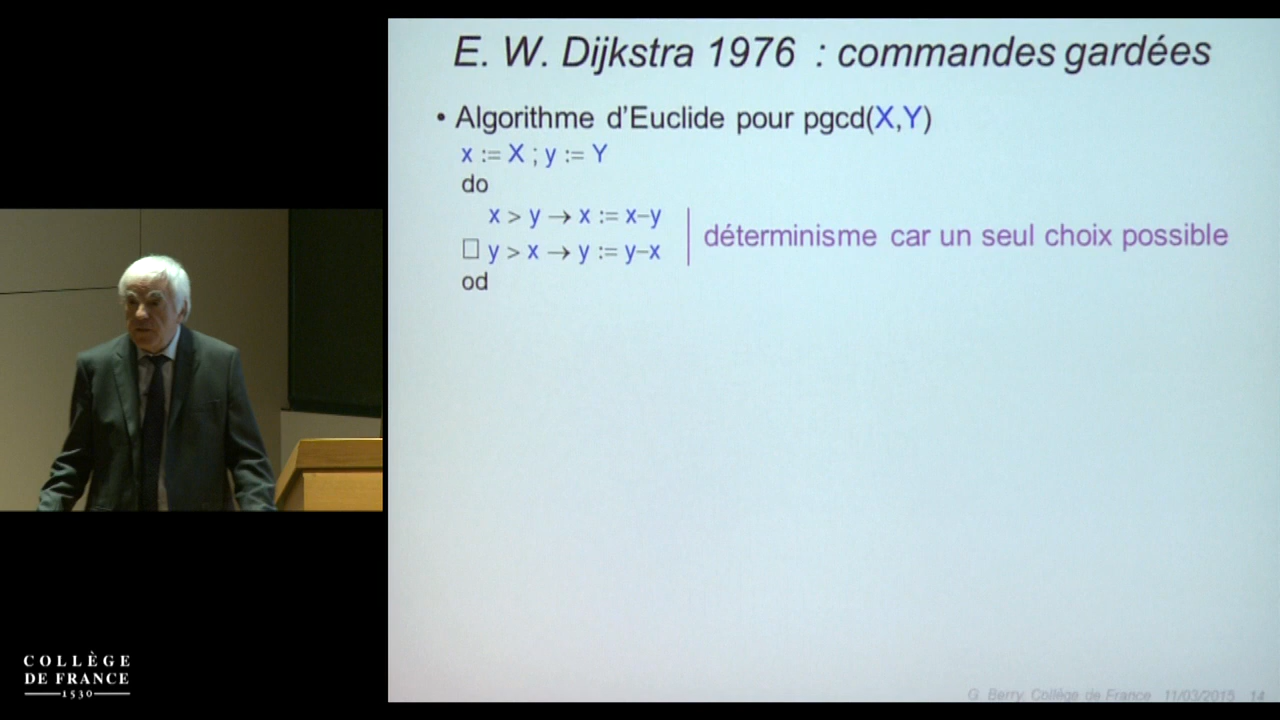 E. W. Dijkstra 1976 : commandes gardées
• Algorithme d'Euclide pour pgcd(X,Y)
x := X ; y := Y
do
x > y → x := x−y
déterminisme car un seul choix possible
□ y > x → y := y−x
od
COLLÈGE
DE FRANCE
1530
G. Berry, Collège de France 11/03/2015 14